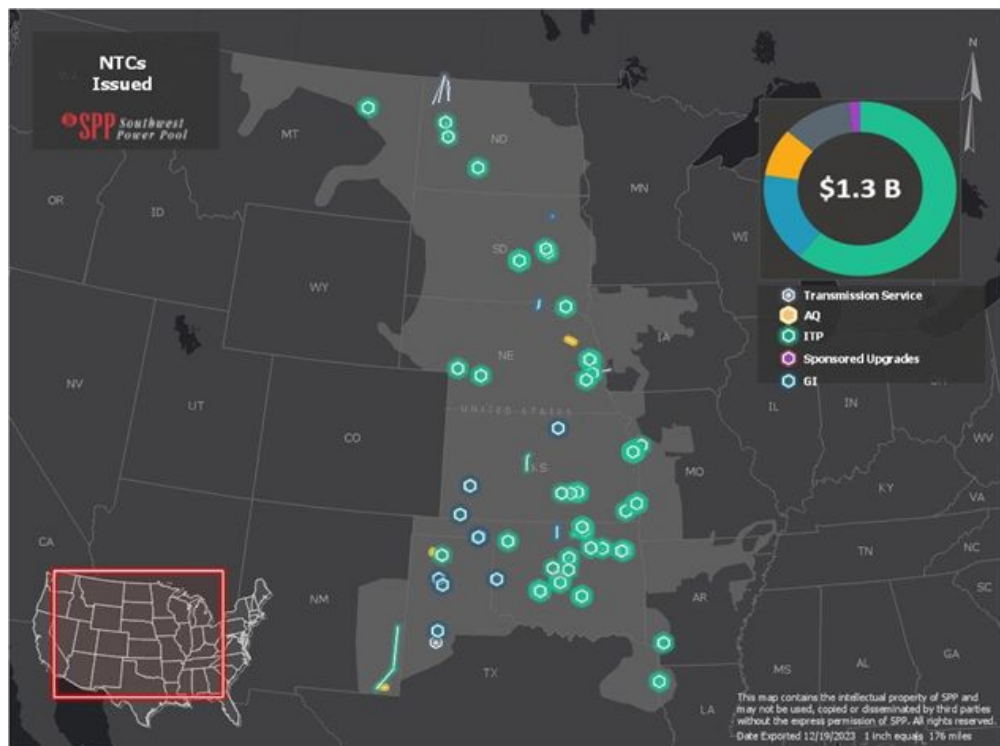 NTCs
Issued
SPP Southwest
Power Pool
N
MT
ND
MN
OR
ID
WI
SD
WY
IA
NE
NV
UT
UNITED STATES
IL
IN
CO
KS
MO
WV
KY
VA
CA
TN
NC
NM
AR
SC
TX
MS
AL
GA
LA
$1.3 B
Transmission Service
AQ
ITP
Sponsored Upgrades
GI
This map contains the intellectual property of SPP and
may not be used, copied or disseminated by third parties
without the express permission of SPP. All rights reserved.
Date Exported 12/19/2023 1 inch equals 176 miles